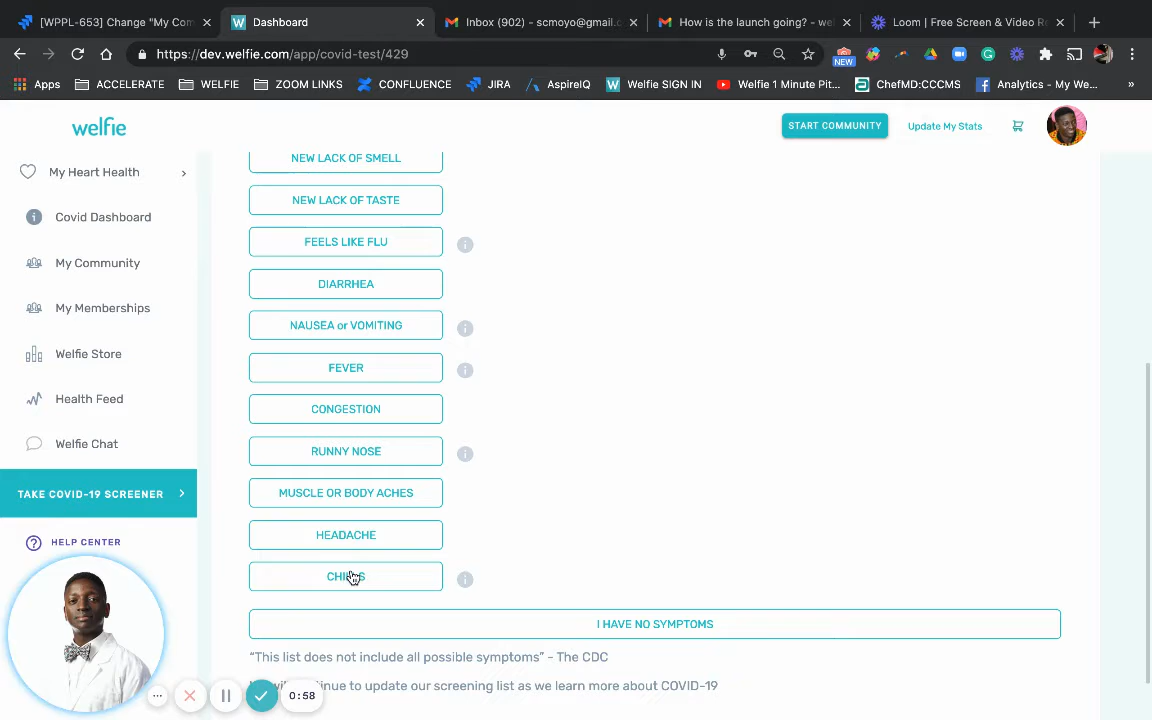 [WPPL-653] Change "My Com
Dashboard
Inbox (902) - scmoyo@gmail.c
How is the launch going? - wel
Loom | Free Screen & Video Re
https://dev.welfie.com/app/covid-test/429
NEW
Apps
ACCELERATE
WELFIE
ZOOM LINKS
CONFLUENCE
JIRA
AspireIQ
Welfie SIGN IN
Welfie 1 Minute Pit...
ChefMD:CCCMS
Analytics - My We...
»
welfie
START COMMUNITY
Update My Stats
My Heart Health
Covid Dashboard
My Community
My Memberships
Welfie Store
Health Feed
Welfie Chat
TAKE COVID-19 SCREENER
HELP CENTER
NEW LACK OF SMELL
NEW LACK OF TASTE
FEELS LIKE FLU
DIARRHEA
NAUSEA or VOMITING
FEVER
CONGESTION
RUNNY NOSE
MUSCLE OR BODY ACHES
HEADACHE
CHILLS
I HAVE NO SYMPTOMS
“This list does not include all possible symptoms” - The CDC
tinue to update our screening list as we learn more about COVID-19
0:58